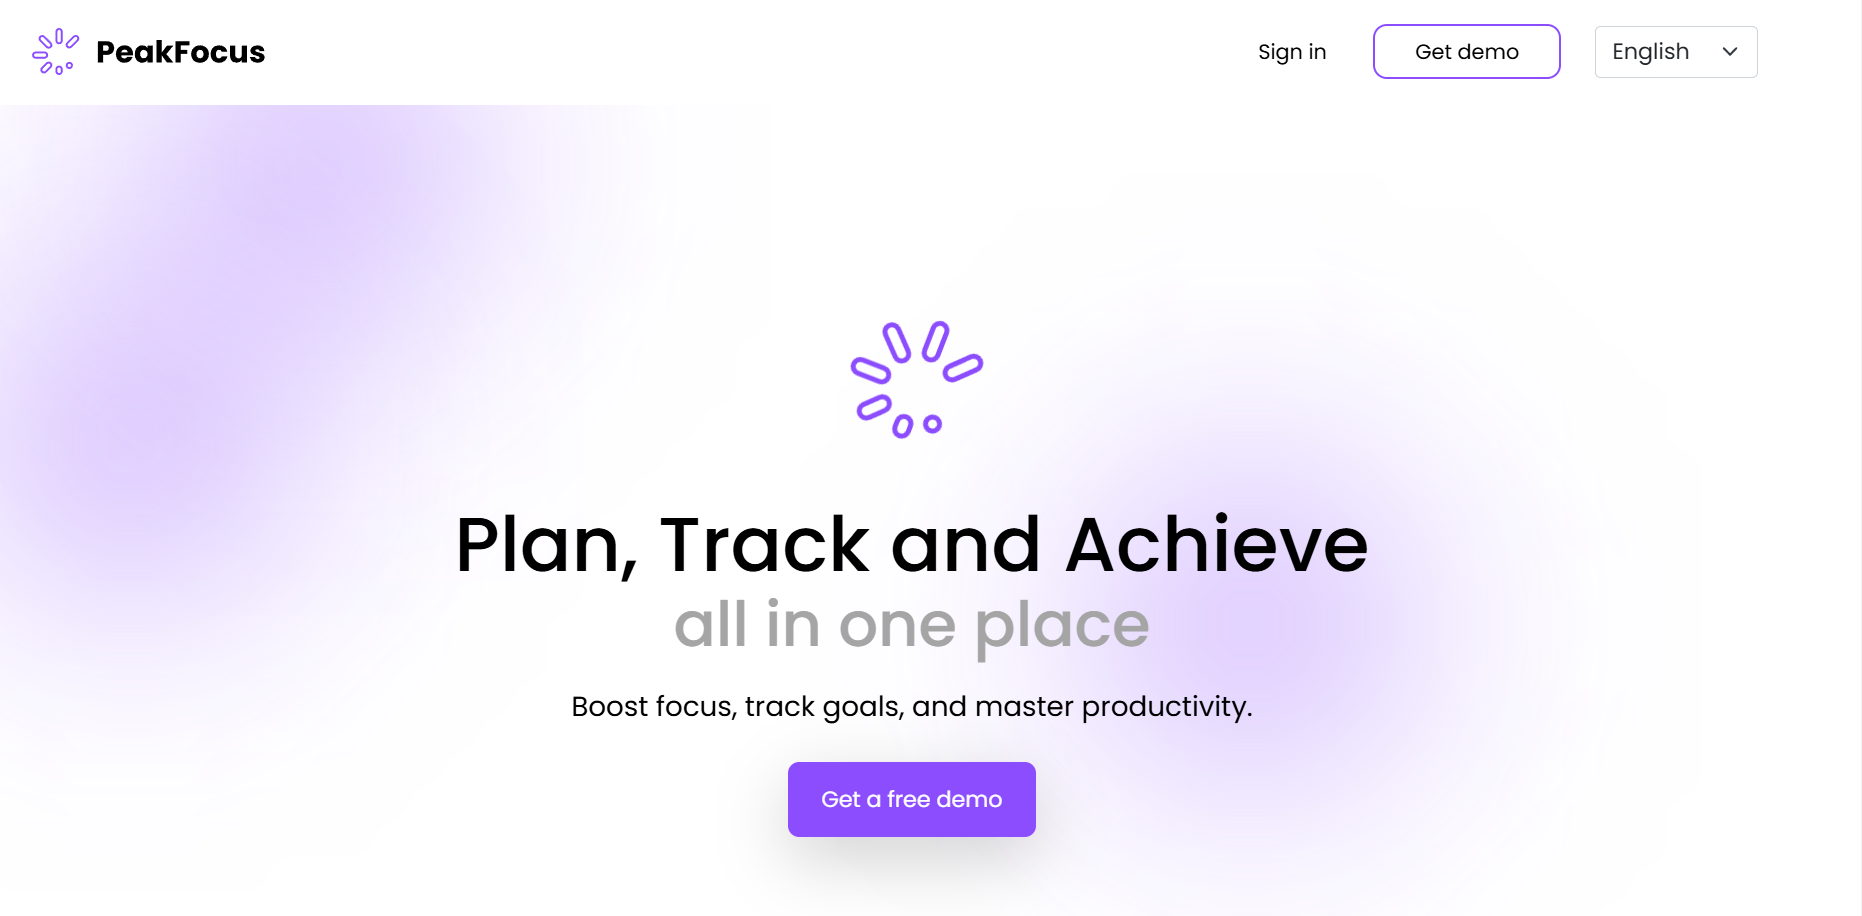 PeakFocus
Sign in
Get demo
English
Plan, Track and Achieve
all in one place
Boost focus, track goals, and master productivity.
Get a free demo